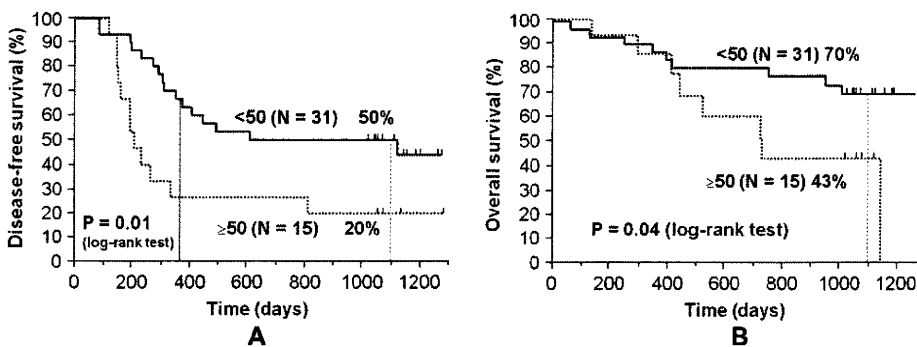 Disease-free survival (%)
100
90
80
70
60
50
40
30
20
10
0
<50 (N = 31) 50%
≥50 (N = 15) 20%
P = 0.01
(log-rank test)
0 200 400 600 800 1000 1200
Time (days)
A
B
Overall survival (%)
100
90
80
70
60
50
40
30
20
10
0
<50 (N = 31) 70%
≥50 (N = 15) 43%
P = 0.04 (log-rank test)
0 200 400 600 800 1000 1200
Time (days)
B